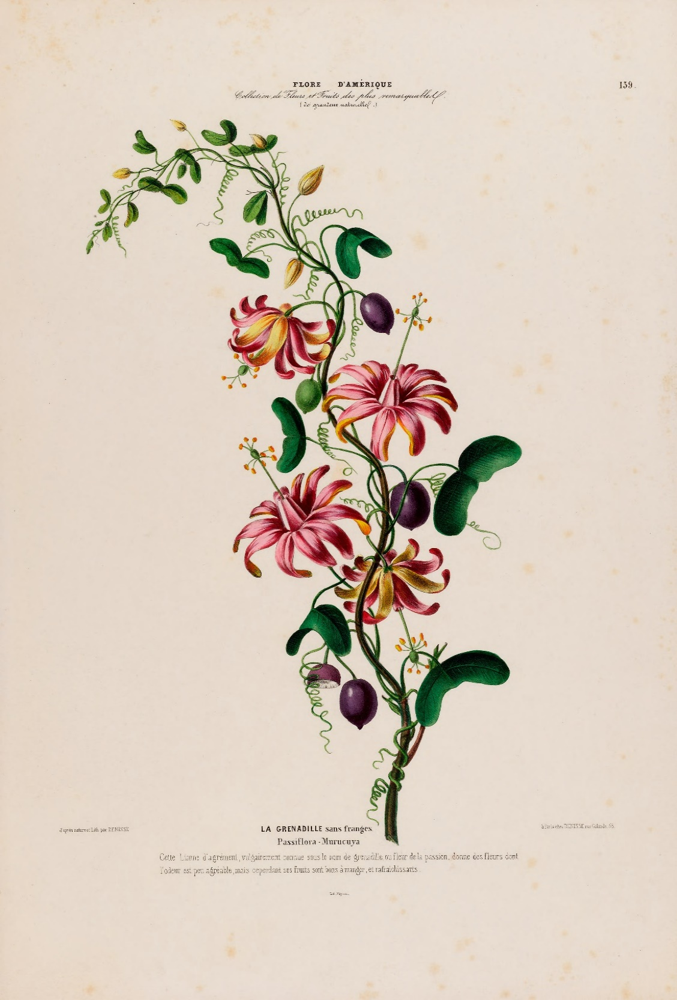 FLORE D'AMÉRIQUE
139.
Collection de Fleurs et Fruits des plus remarquables.
(de grandeur naturelle.)
d'après nature et Lith. par DENISSE
à Paris chez DENISSE rue Galande, 56.
LA GRENADILLE sans franges
Passiflora-Murucuya
Cette Lianne d'agrément, vulgairement connue sous le nom de grenadille, ou fleur de la passion, donne des fleurs dont
l'odeur est peu agréable, mais cependant ses fruits sont bons à manger, et rafraichissants.
Lith.